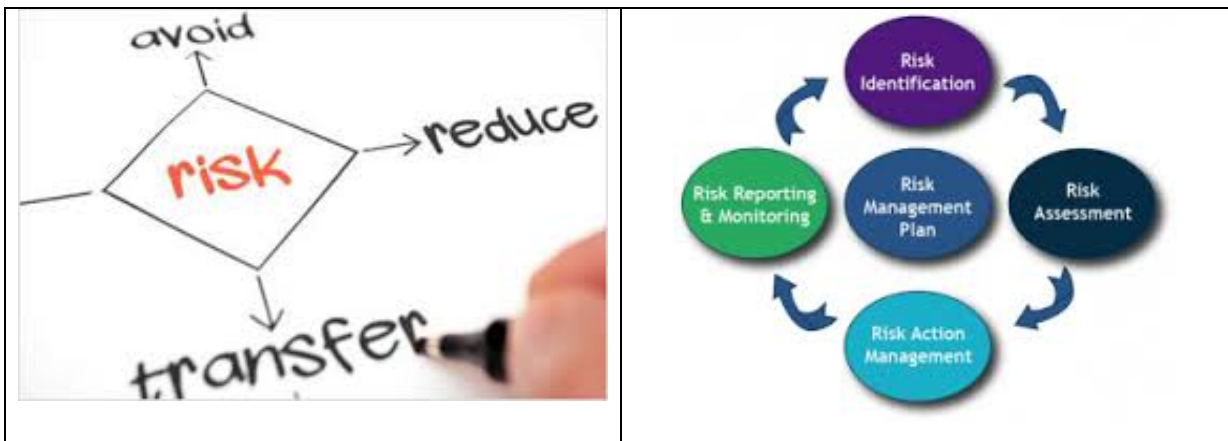 avoid
risk
reduce
transfer
Risk
Identification
Risk Reporting
& Monitoring
Risk
Management
Plan
Risk
Assessment
Risk Action
Management